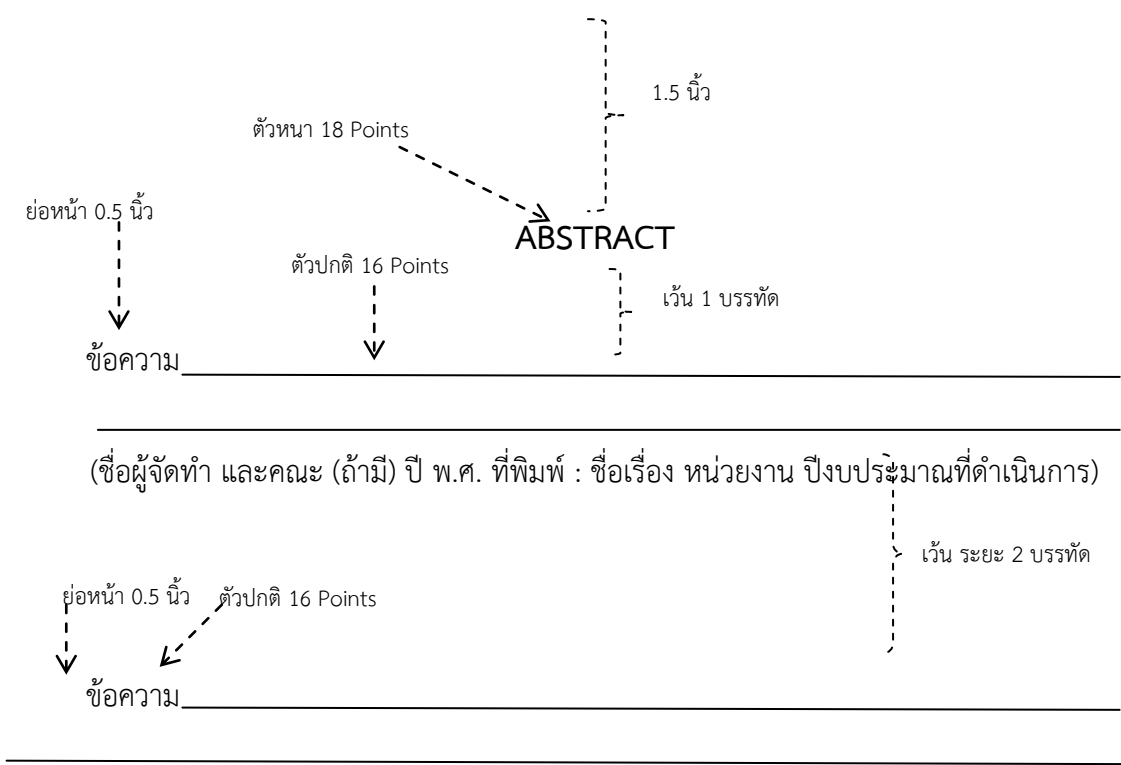 1.5 นิ้ว
ตัวหนา 18 Points
ย่อหน้า 0.5 นิ้ว
ABSTRACT
ตัวปกติ 16 Points
เว้น 1 บรรทัด
ข้อความ
(ชื่อผู้จัดทำ และคณะ (ถ้ามี) ปี พ.ศ. ที่พิมพ์ : ชื่อเรื่อง หน่วยงาน ปีงบประมาณที่ดำเนินการ)
เว้น ระยะ 2 บรรทัด
ย่อหน้า 0.5 นิ้ว ตัวปกติ 16 Points
ข้อความ